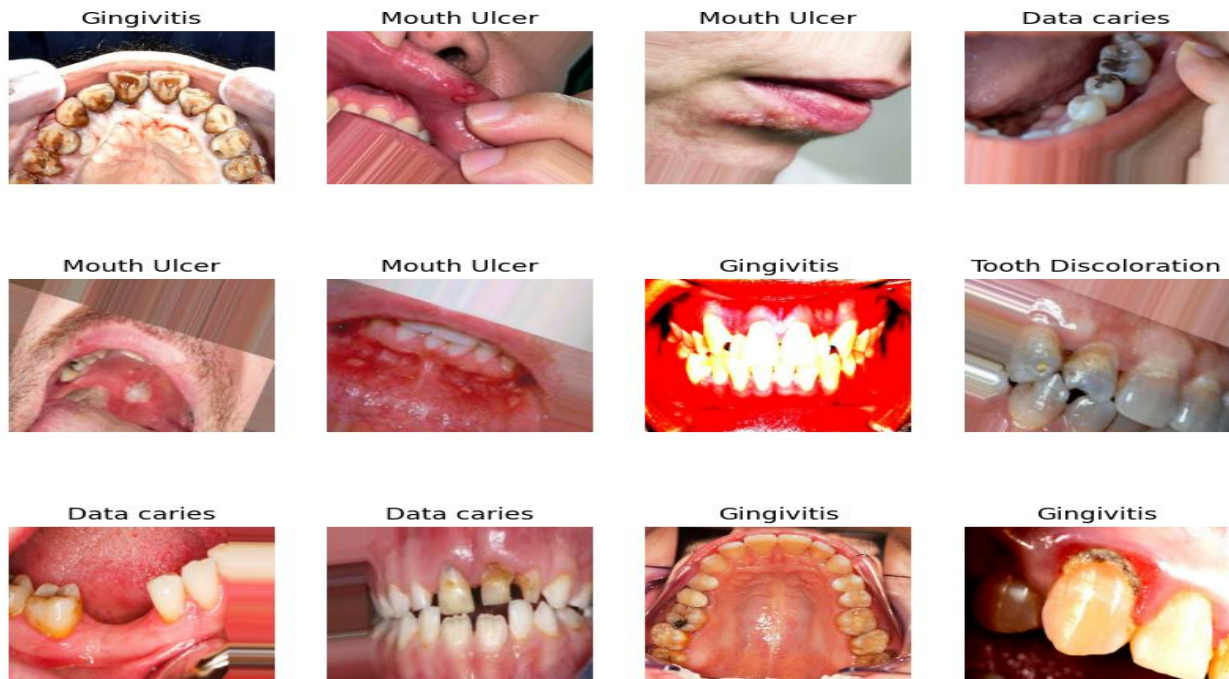 Gingivitis
Mouth Ulcer
Mouth Ulcer
Data caries
Mouth Ulcer
Mouth Ulcer
Gingivitis
Tooth Discoloration
Data caries
Data caries
Gingivitis
Gingivitis